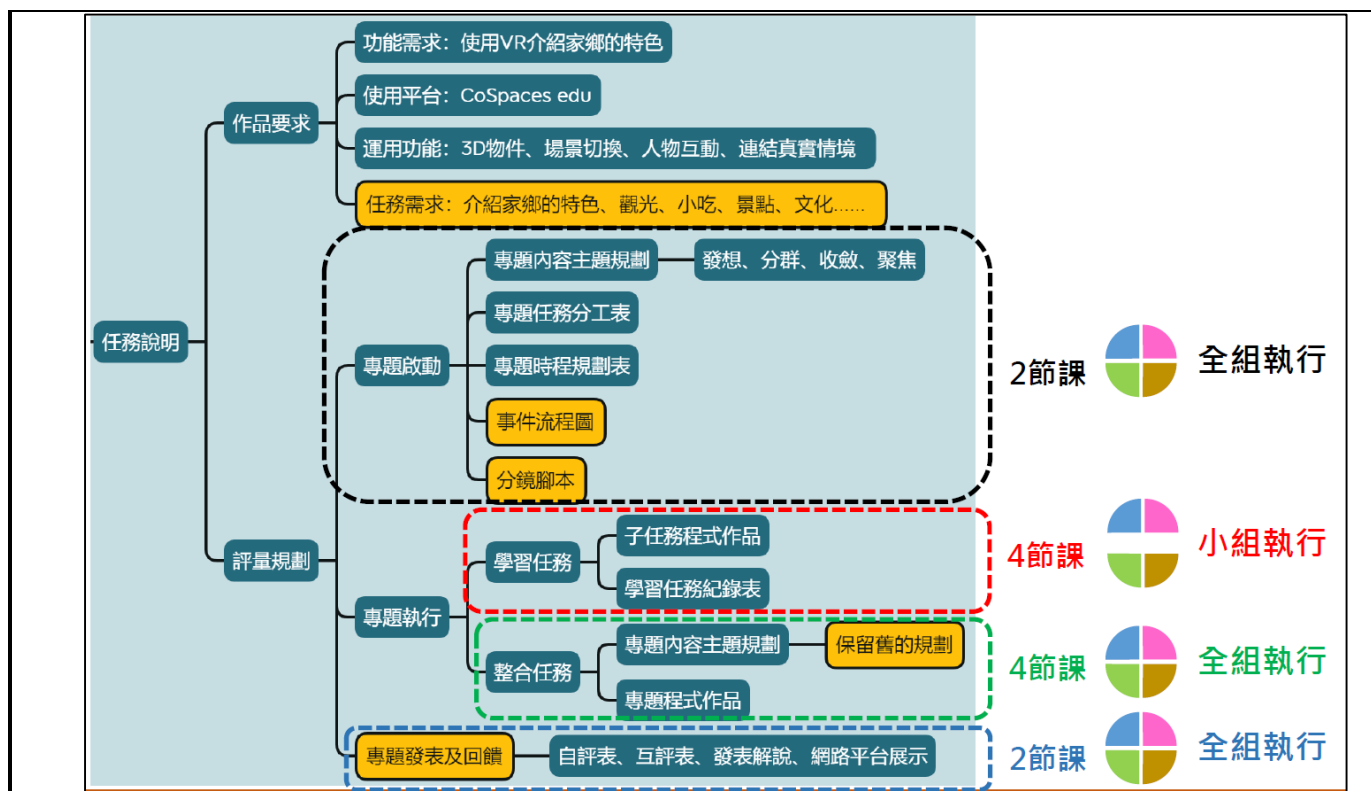 功能需求：使用VR介紹家鄉的特色
作品要求
使用平台：CoSpaces edu
運用功能：3D物件、場景切換、人物互動、連結真實情境
任務需求：介紹家鄉的特色、觀光、小吃、景點、文化......
任務說明
評量規劃
專題啟動
專題內容主題規劃
發想、分群、收斂、聚焦
專題任務分工表
專題時程規劃表
事件流程圖
分鏡腳本
2節課
全組執行
專題執行
學習任務
子任務程式作品
學習任務紀錄表
4節課
小組執行
整合任務
專題內容主題規劃
保留舊的規劃
專題程式作品
4節課
全組執行
專題發表及回饋
自評表、互評表、發表解說、網路平台展示
2節課
全組執行